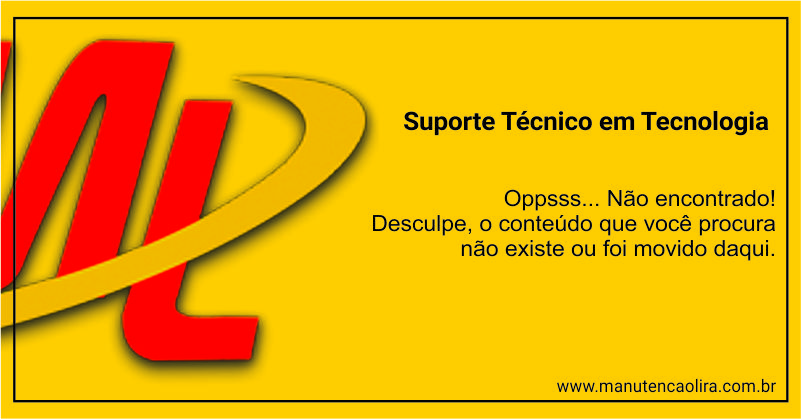 ML
Suporte Técnico em Tecnologia
Oppsss... Não encontrado!
Desculpe, o conteúdo que você procura
não existe ou foi movido daqui.
www.manutencaolira.com.br